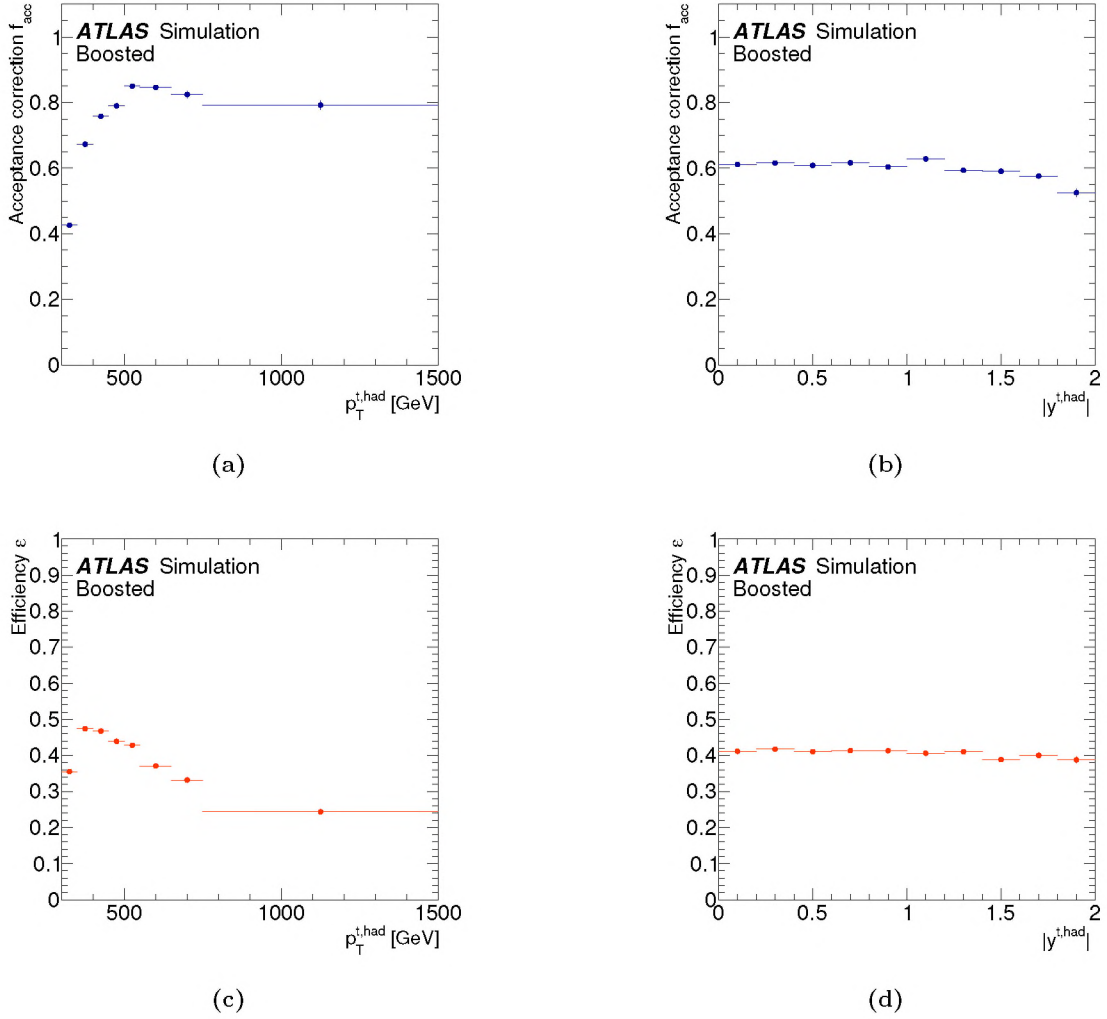 Acceptance correction f_acc
1
0.8
0.6
0.4
0.2
0
ATLAS Simulation
Boosted
500
1000
1500
p_T^{t,had} [GeV]
(a)
Acceptance correction f_acc
1
0.8
0.6
0.4
0.2
0
ATLAS Simulation
Boosted
0
0.5
1
1.5
2
|y^{t,had}|
(b)
Efficiency ε
1
0.9
0.8
0.7
0.6
0.5
0.4
0.3
0.2
0.1
0
ATLAS Simulation
Boosted
500
1000
1500
p_T^{t,had} [GeV]
(c)
Efficiency ε
1
0.9
0.8
0.7
0.6
0.5
0.4
0.3
0.2
0.1
0
ATLAS Simulation
Boosted
0
0.5
1
1.5
2
|y^{t,had}|
(d)